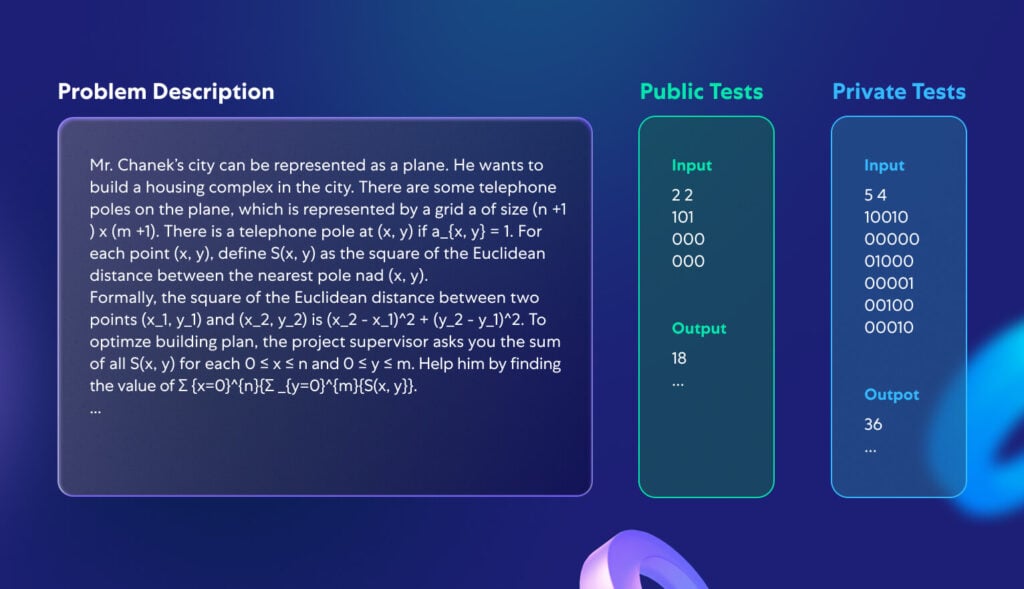 Problem Description
Mr. Chanek's city can be represented as a plane. He wants to
build a housing complex in the city. There are some telephone
poles on the plane, which is represented by a grid a of size (n +1
) x (m +1). There is a telephone pole at (x, y) if a_{x, y} = 1. For
each point (x, y), define S(x, y) as the square of the Euclidean
distance between the nearest pole nad (x, y).
Formally, the square of the Euclidean distance between two
points (x_1, y_1) and (x_2, y_2) is (x_2 - x_1)^2 + (y_2 - y_1)^2. To
optimze building plan, the project supervisor asks you the sum
of all S(x, y) for each 0 ≤ x ≤ n and 0 ≤ y ≤ m. Help him by finding
the value of Σ {x=0}^{n}{Σ _{y=0}^{m}{S(x, y}}.
...
Public Tests
Input
2 2
101
000
000
Output
18
...
Private Tests
Input
5 4
10010
00000
01000
00001
00100
00010
Outpot
36
...